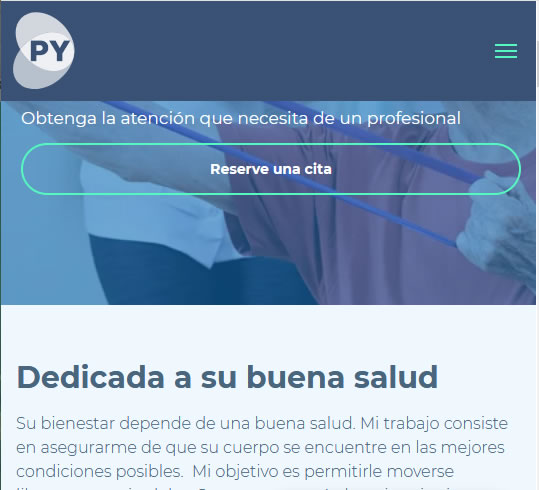 PY
Obtenga la atención que necesita de un profesional
Reserve una cita
Dedicada a su buena salud
Su bienestar depende de una buena salud. Mi trabajo consiste
en asegurarme de que su cuerpo se encuentre en las mejores
condiciones posibles. Mi objetivo es permitirle moverse